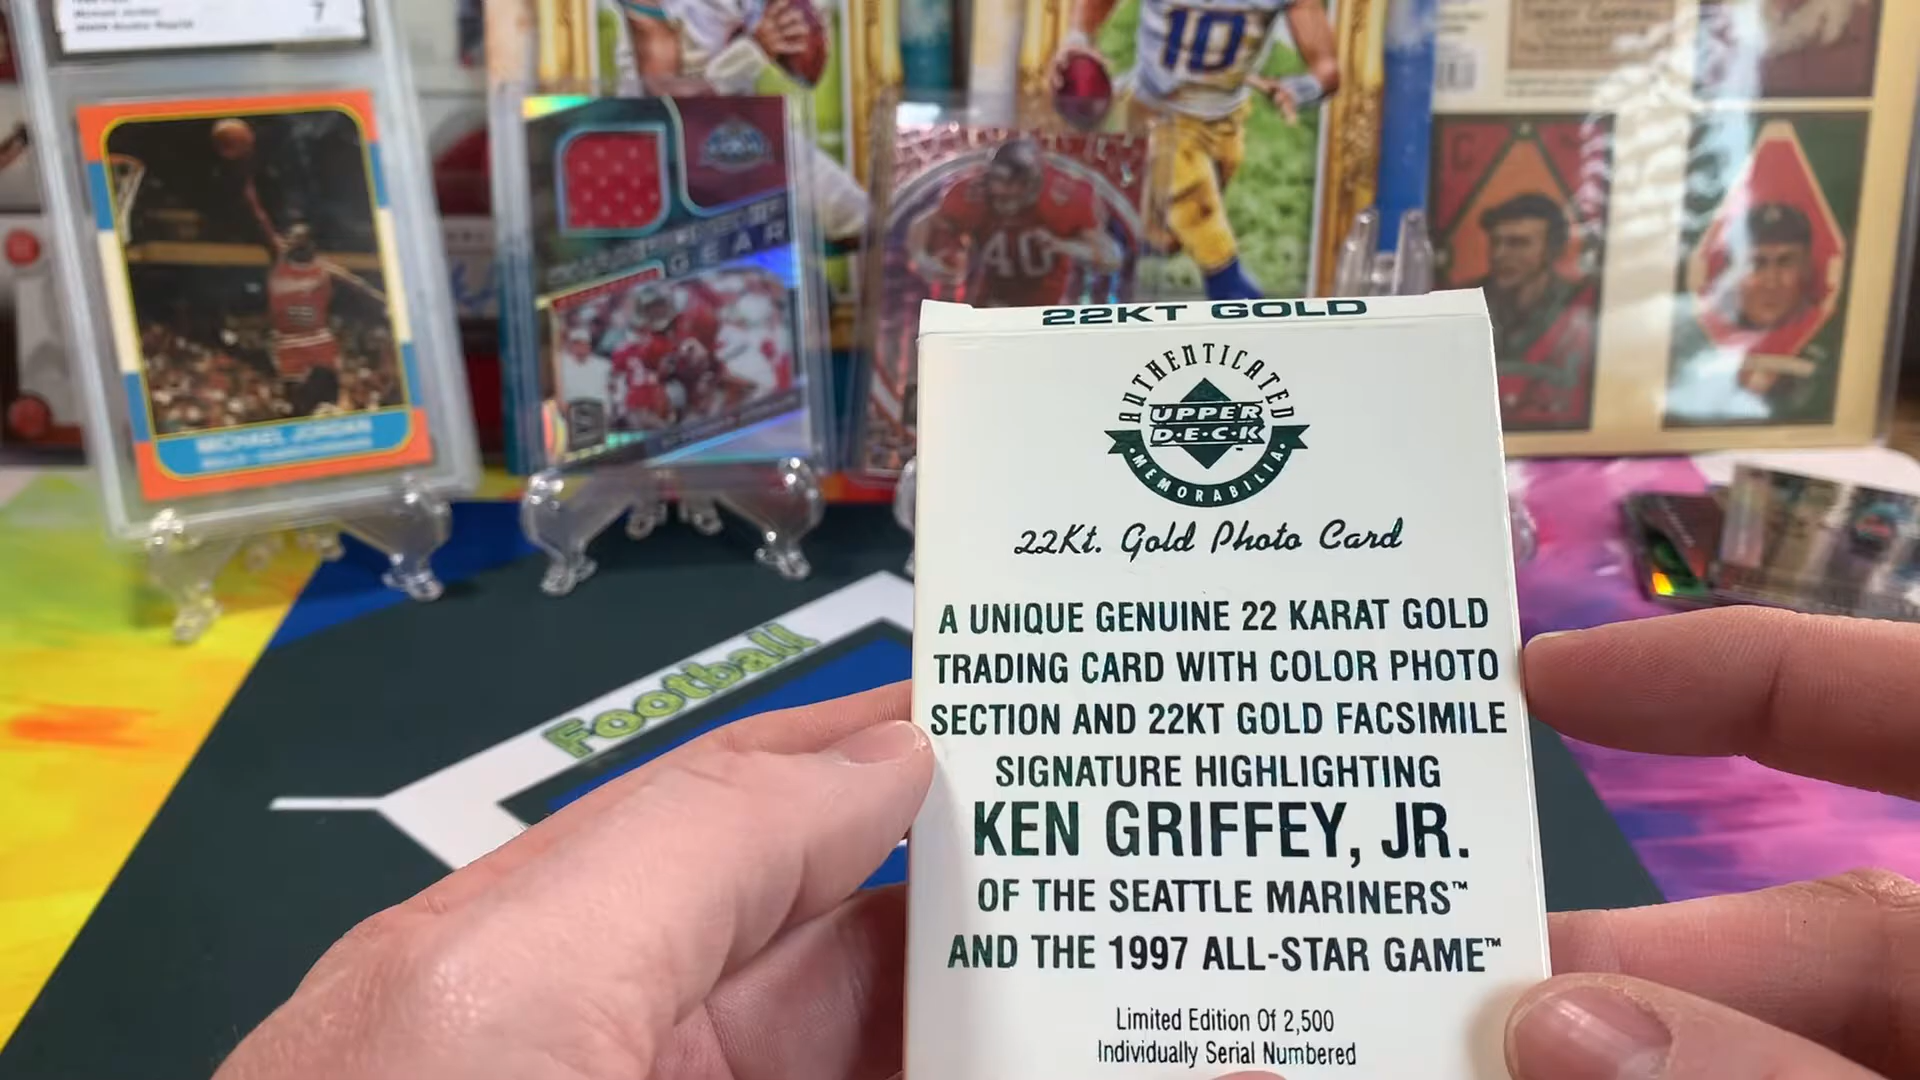 7
10
MICHAEL JORDAN
GEAR
40
22KT GOLD
AUTHENTICATED
UPPER
D·E·C·K
MEMORABILIA
22Kt. Gold Photo Card
A UNIQUE GENUINE 22 KARAT GOLD
TRADING CARD WITH COLOR PHOTO
SECTION AND 22KT GOLD FACSIMILE
SIGNATURE HIGHLIGHTING
KEN GRIFFEY, JR.
OF THE SEATTLE MARINERS™
AND THE 1997 ALL-STAR GAME™
Limited Edition Of 2,500
Individually Serial Numbered
Football